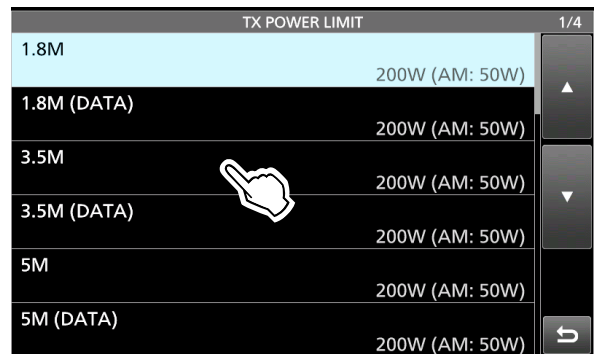 TX POWER LIMIT 1/4
1.8M
200W (AM: 50W)
1.8M (DATA)
200W (AM: 50W)
3.5M
200W (AM: 50W)
3.5M (DATA)
200W (AM: 50W)
5M
200W (AM: 50W)
5M (DATA)
200W (AM: 50W)